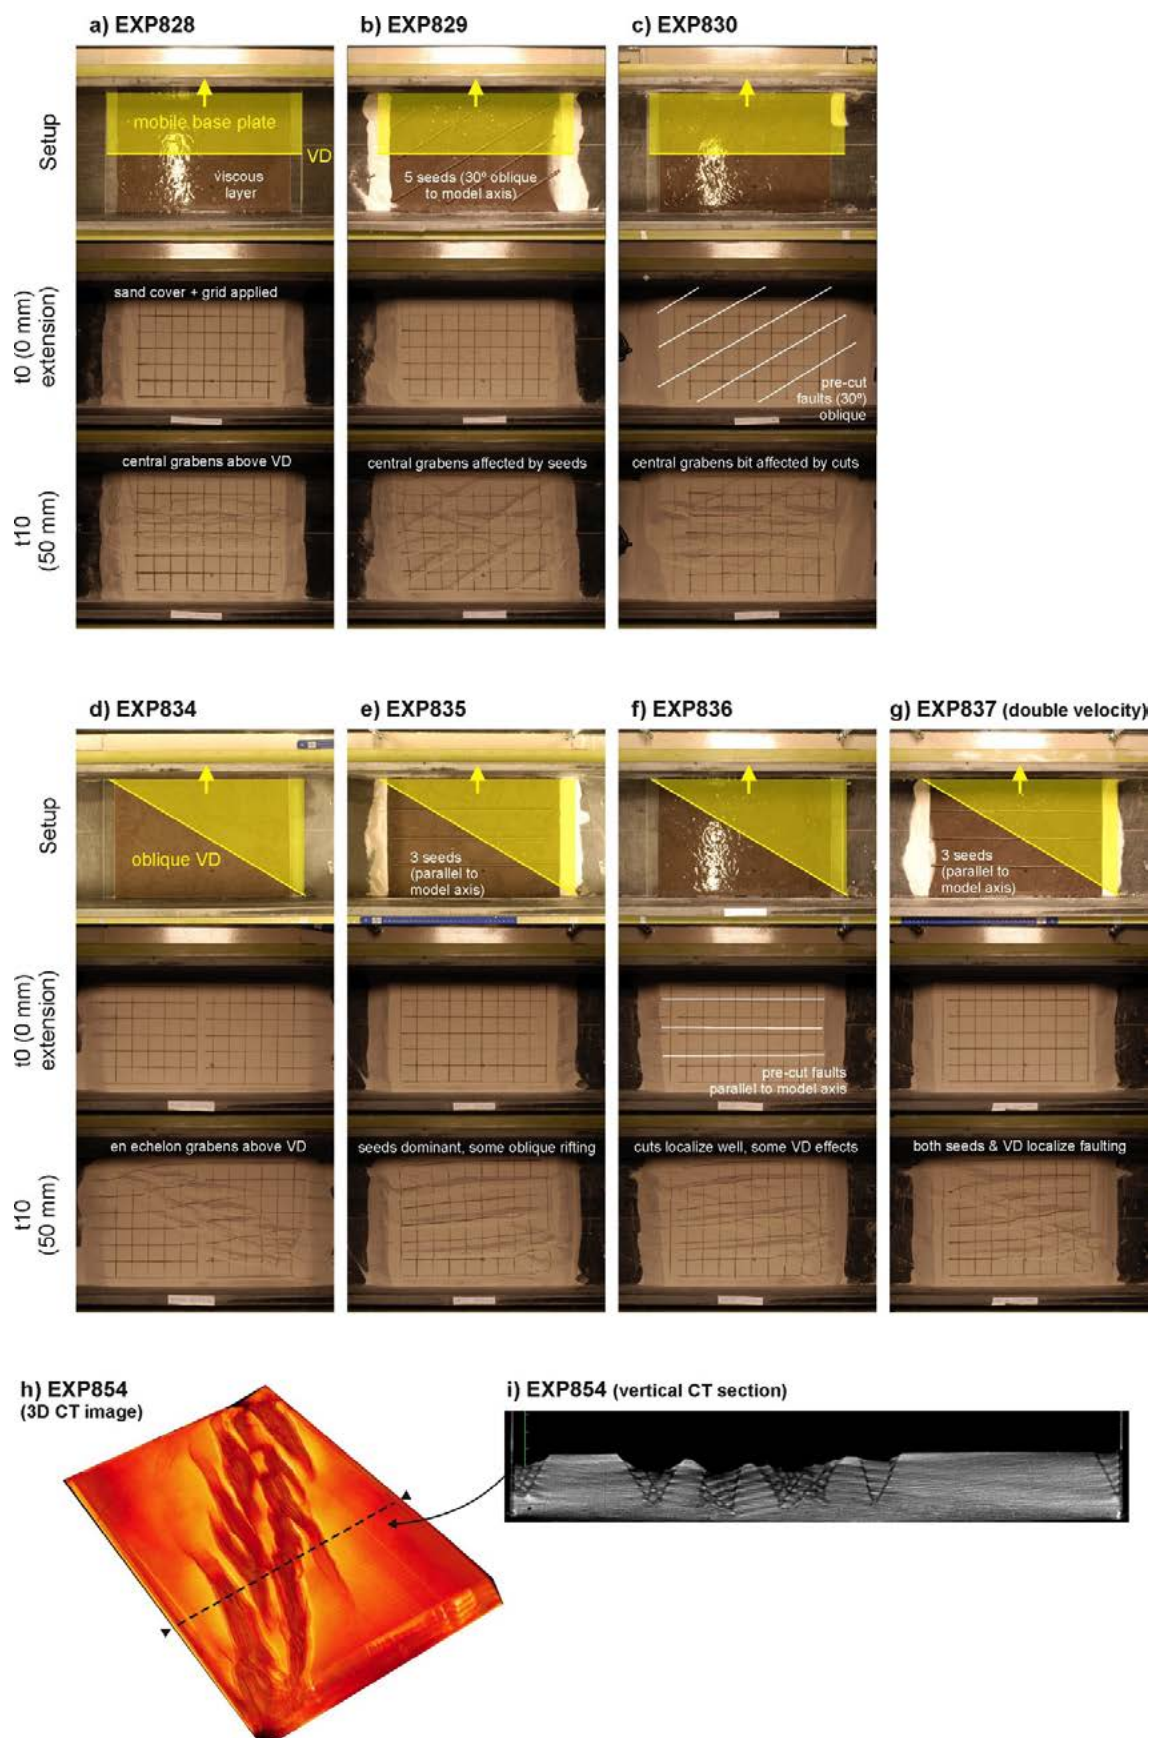 a) EXP828
b) EXP829
c) EXP830
Setup
mobile base plate
VD
viscous
layer
5 seeds (30º oblique
to model axis)
t0 (0 mm)
extension)
sand cover + grid applied
pre-cut
faults (30º)
oblique
t10
(50 mm)
central grabens above VD
central grabens affected by seeds
central grabens bit affected by cuts
d) EXP834
e) EXP835
f) EXP836
g) EXP837 (double velocity)
Setup
oblique VD
3 seeds
(parallel to
model axis)
3 seeds
(parallel to
model axis)
t0 (0 mm)
extension)
pre-cut faults
parallel to model axis
t10
(50 mm)
en echelon grabens above VD
seeds dominant, some oblique rifting
cuts localize well, some VD effects
both seeds & VD localize faulting
h) EXP854
(3D CT image)
i) EXP854 (vertical CT section)